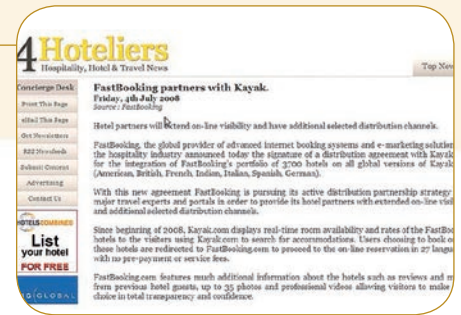 4Hoteliers
Hospitality, Hotel & Travel News
Top New
Concierge Desk
Print This Page
eMail This Page
Get Newsletters
RSS Newsfeeds
Submit Content
Advertising
Contact Us
HOTELSCOMBINED
List
your hotel
FOR FREE
GLOBAL
FastBooking partners with Kayak.
Friday, 4th July 2008
Source : FastBooking
Hotel partners will extend on-line visibility and have additional selected distribution channels.
FastBooking, the global provider of advanced internet booking systems and e-marketing solution
the hospitality industry announced today the signature of a distribution agreement with Kayak
for the integration of FastBooking's portfolio of 3700 hotels on all global versions of Kayak
(American, British, French, Indian, Italian, Spanish, German).
With this new agreement FastBooking is pursuing its active distribution partnership strategy
major travel experts and portals in order to provide its hotel partners with extended on-line visi
and additional selected distribution channels.
Since beginning of 2008, Kayak.com displays real-time room availability and rates of the FastBoo
hotels to the visitors using Kayak.com to search for accommodations. Users choosing to book o
these hotels are redirected to FastBooking.com to proceed to the on-line reservation in 27 langua
with no pre-payment or service fees.
FastBooking.com features much additional information about the hotels such as reviews and r
from previous hotel guests, up to 35 photos and professional videos allowing visitors to make
choice in total transparency and confidence.